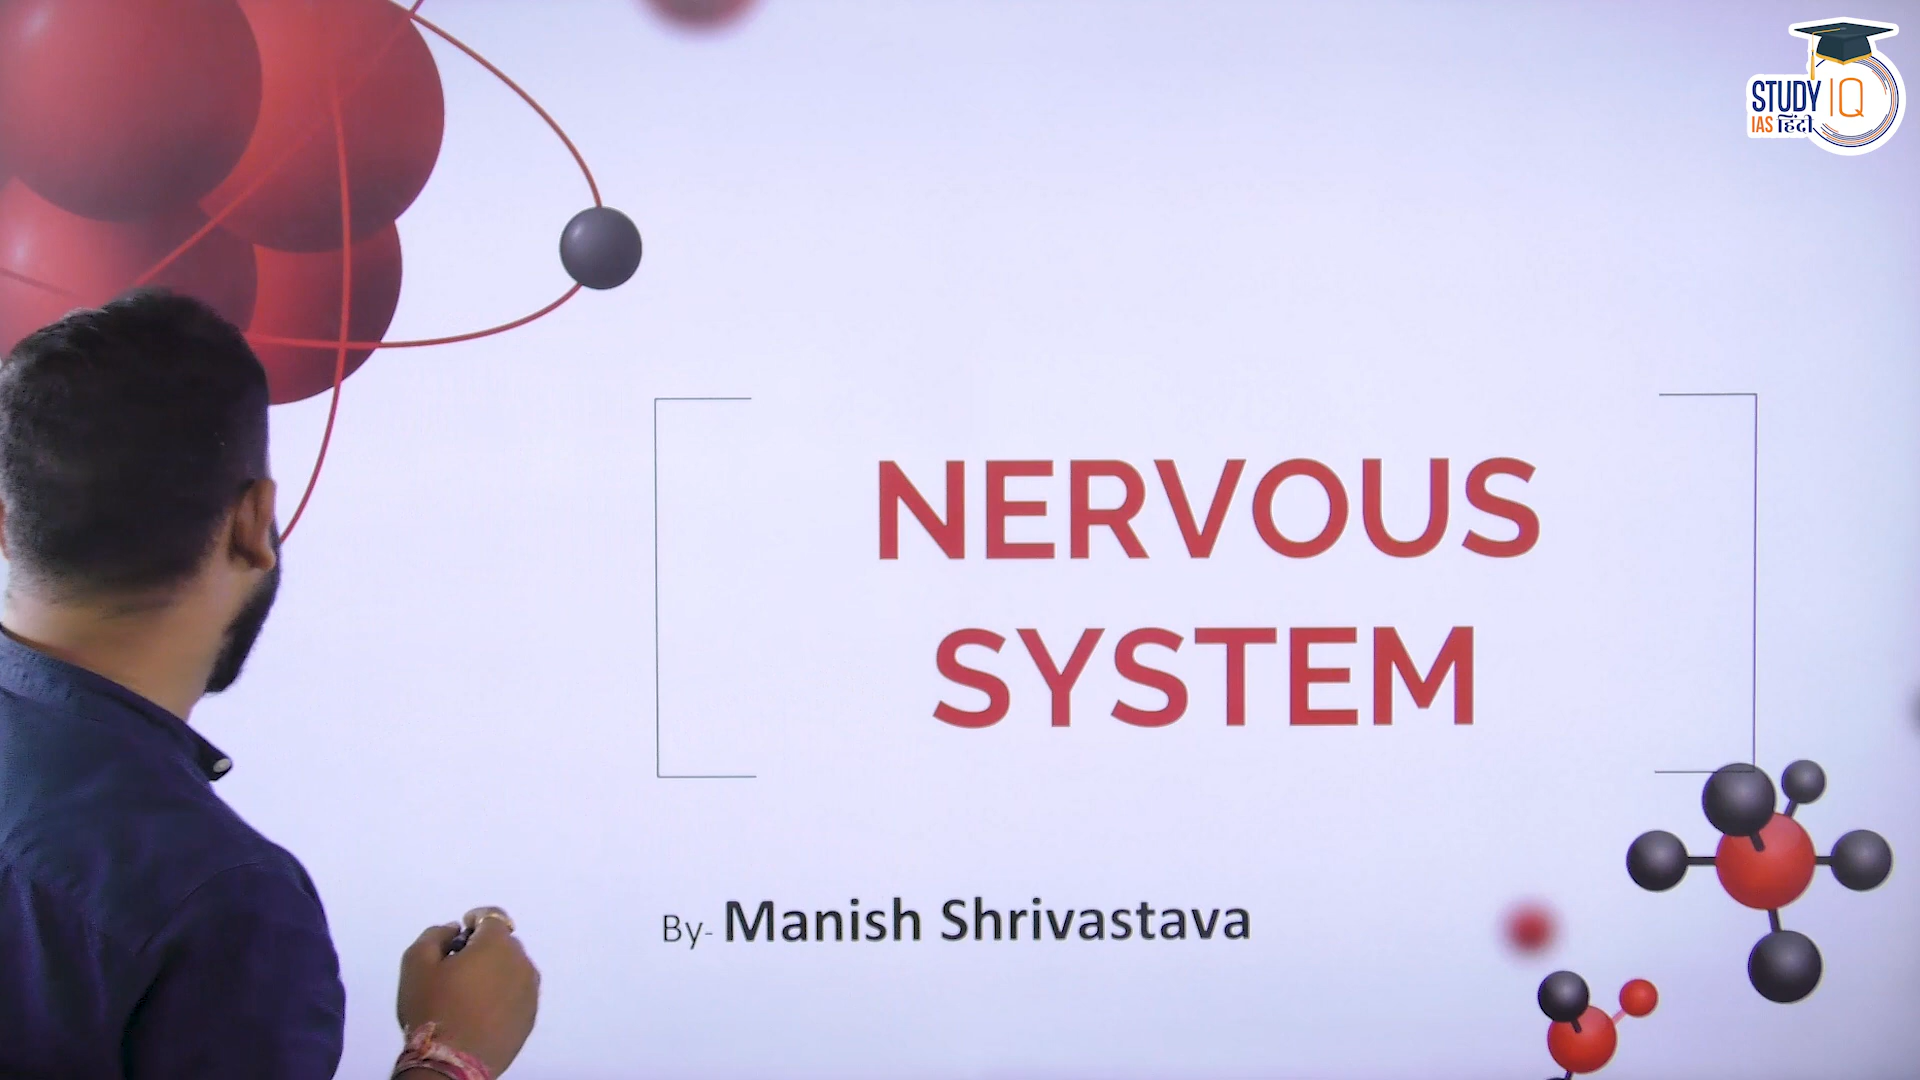 STUDY IQ
IAS हिंदी
NERVOUS
SYSTEM
By- Manish Shrivastava